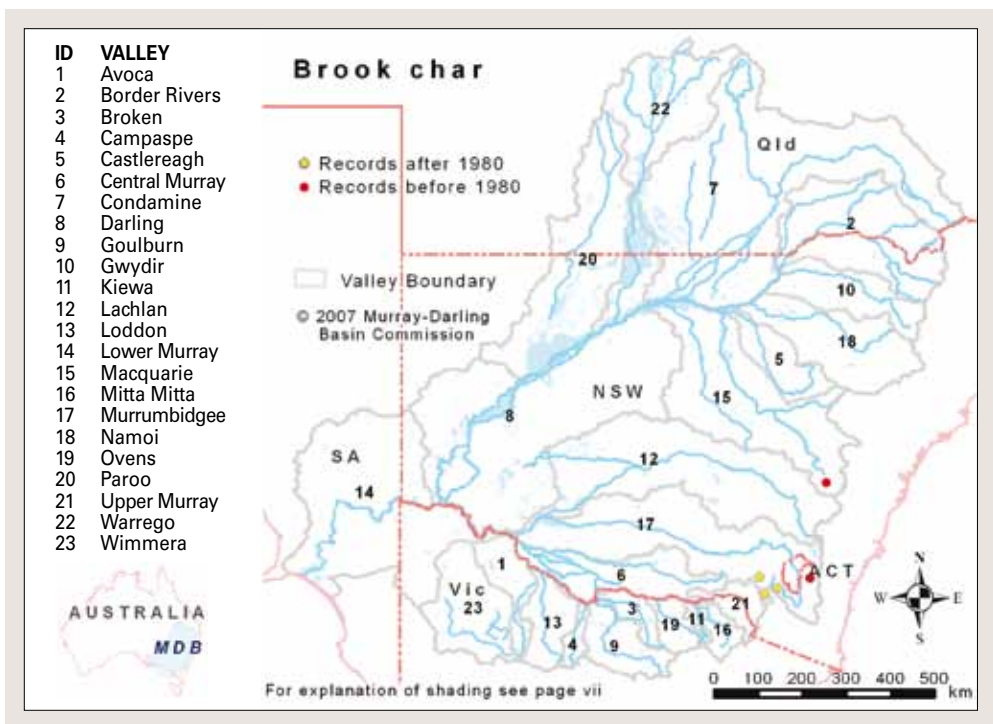 ID VALLEY
1 Avoca
2 Border Rivers
3 Broken
4 Campaspe
5 Castlereagh
6 Central Murray
7 Condamine
8 Darling
9 Goulburn
10 Gwydir
11 Kiewa
12 Lachlan
13 Loddon
14 Lower Murray
15 Macquarie
16 Mitta Mitta
17 Murrumbidgee
18 Namoi
19 Ovens
20 Paroo
21 Upper Murray
22 Warrego
23 Wimmera
AUSTRALIA
MDB
Brook char
Records after 1980
Records before 1980
Valley Boundary
© 2007 Murray-Darling
Basin Commission
22
Qld
7
2
20
10
18
5
NSW
15
8
SA
14
12
17
1
6
ACT
Vic
23
13
4
3
9
19
11
16
21
N
W E
S
For explanation of shading see page vii
0 100 200 300 400 500
km